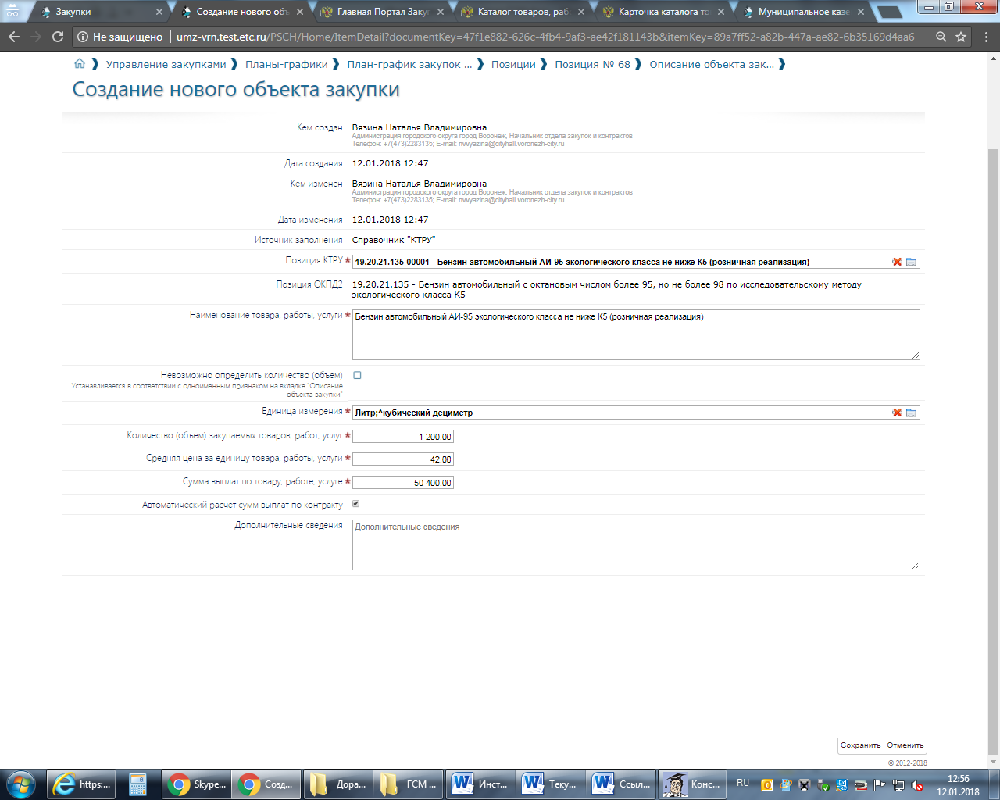 Закупки
Создание нового объ
Главная Портал Заку
Каталог товаров, раб
Карточка каталога то
Муниципальное казе
Не защищено | umz-vrn.test.etc.ru/PSCH/Home/ItemDetail?documentKey=47f1e882-626c-4fb4-9af3-ae42f181143b&itemKey=89a7ff52-a82b-447a-ae82-6b35169d4aa6
Управление закупками ❯ Планы-графики ❯ План-график закупок ... ❯ Позиции ❯ Позиция № 68 ❯ Описание объекта зак... ❯
Создание нового объекта закупки
Кем создан Вязина Наталья Владимировна
Администрация городского округа город Воронеж, Начальник отдела закупок и контрактов
Телефон: +7(473)2283135; E-mail: nvvyazina@cityhall.voronezh-city.ru
Дата создания 12.01.2018 12:47
Кем изменен Вязина Наталья Владимировна
Администрация городского округа город Воронеж, Начальник отдела закупок и контрактов
Телефон: +7(473)2283135; E-mail: nvvyazina@cityhall.voronezh-city.ru
Дата изменения 12.01.2018 12:47
Источник заполнения Справочник "КТРУ"
Позиция КТРУ * 19.20.21.135-00001 - Бензин автомобильный АИ-95 экологического класса не ниже К5 (розничная реализация)
Позиция ОКПД2 19.20.21.135 - Бензин автомобильный с октановым числом более 95, но не более 98 по исследовательскому методу
экологического класса К5
Наименование товара, работы, услуги * Бензин автомобильный АИ-95 экологического класса не ниже К5 (розничная реализация)
Невозможно определить количество (объем)
Устанавливается в соответствии с одноименным признаком на вкладке "Описание
объекта закупки"
Единица измерения * Литр;^кубический дециметр
Количество (объем) закупаемых товаров, работ, услуг * 1 200.00
Средняя цена за единицу товара, работы, услуги * 42.00
Сумма выплат по товару, работе, услуге * 50 400.00
Автоматический расчет сумм выплат по контракту
Дополнительные сведения Дополнительные сведения
Сохранить Отменить
© 2012-2018
https:...
Skype...
Созд...
Дора...
ГСМ ...
Инст...
Теку...
Ссыл...
Конс...
RU
12:56
12.01.2018